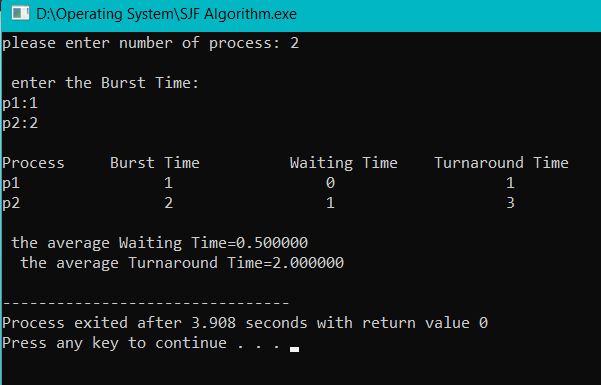 D:\Operating System\SJF Algorithm.exe
please enter number of process: 2
enter the Burst Time:
p1:1
p2:2
Process Burst Time Waiting Time Turnaround Time
p1 1 0 1
p2 2 1 3
the average Waiting Time=0.500000
the average Turnaround Time=2.000000
--------------------------------
Process exited after 3.908 seconds with return value 0
Press any key to continue . . .